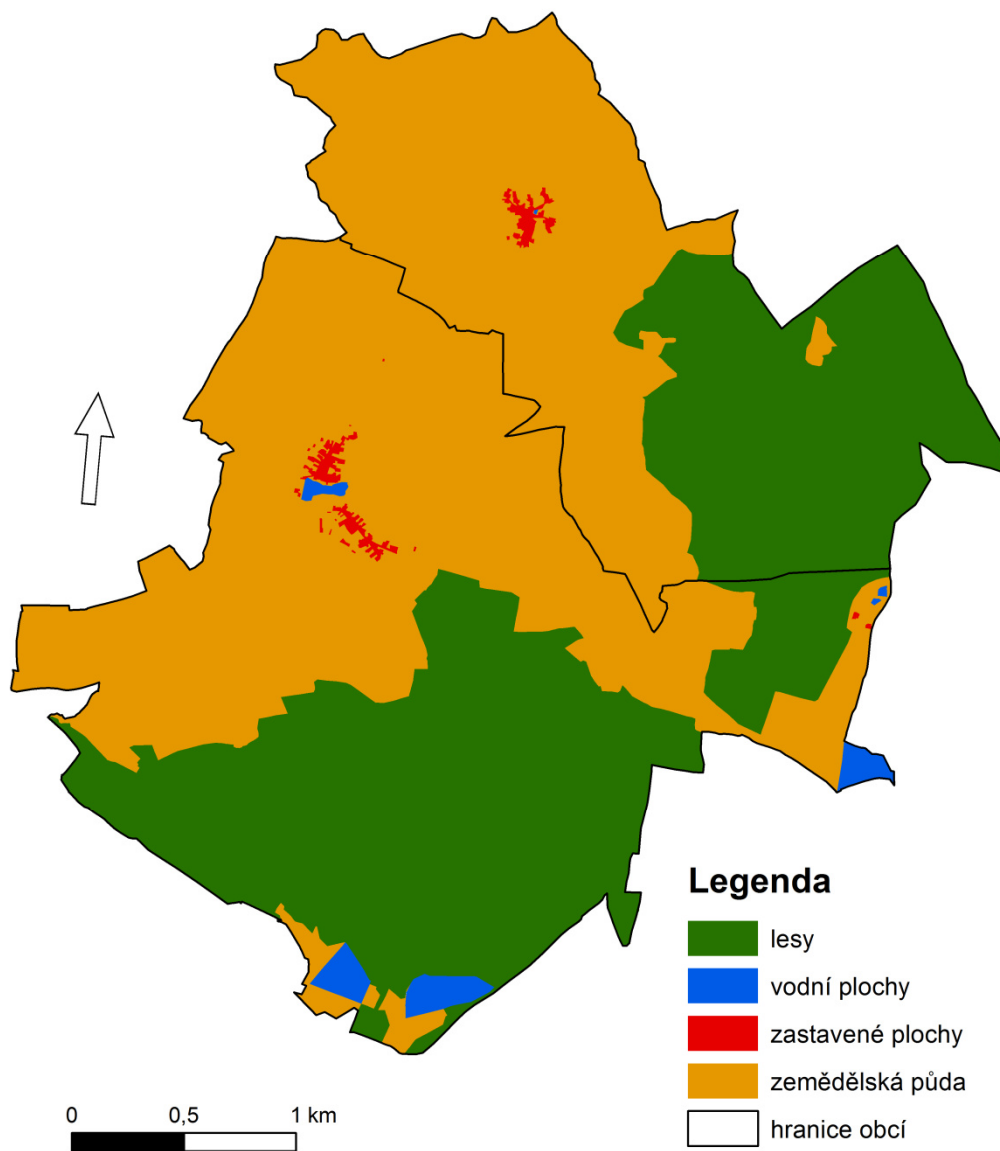 Legenda
lesy
vodní plochy
zastavené plochy
zemědělská půda
hranice obcí
0 0,5 1 km